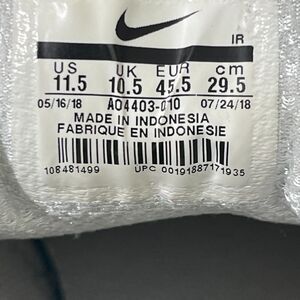 IR
US UK EUR cm
11.5 10.5 45.5 29.5
05/16/18 AO4403-010 07/24/18
MADE IN INDONESIA
FABRIQUE EN INDONESIE
108481499 UPC 00191887171935